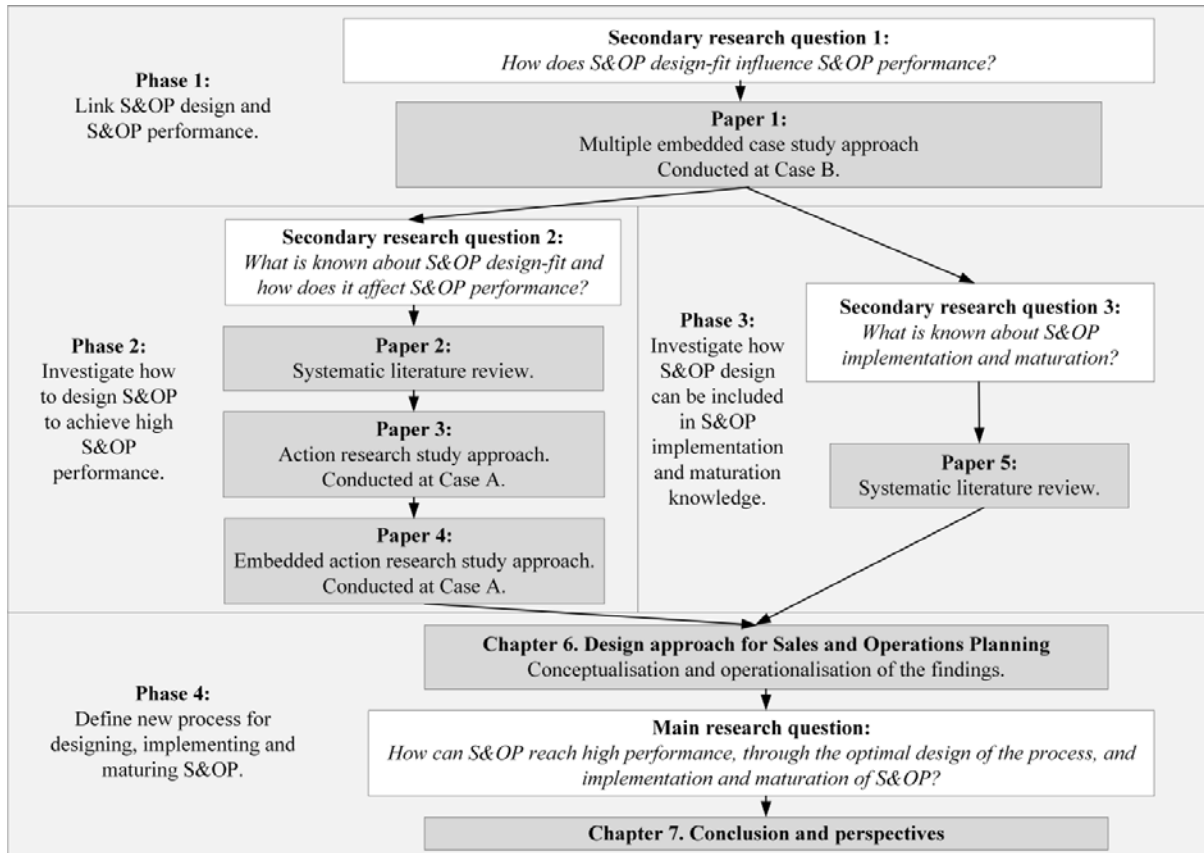 Phase 1:
Link S&OP design and
S&OP performance.
Secondary research question 1:
How does S&OP design-fit influence S&OP performance?
Paper 1:
Multiple embedded case study approach
Conducted at Case B.
Phase 2:
Investigate how
to design S&OP
to achieve high
S&OP
performance.
Secondary research question 2:
What is known about S&OP design-fit and
how does it affect S&OP performance?
Paper 2:
Systematic literature review.
Paper 3:
Action research study approach.
Conducted at Case A.
Paper 4:
Embedded action research study approach.
Conducted at Case A.
Phase 3:
Investigate how
S&OP design
can be included
in S&OP
implementation
and maturation
knowledge.
Secondary research question 3:
What is known about S&OP
implementation and maturation?
Paper 5:
Systematic literature review.
Phase 4:
Define new process for
designing, implementing and
maturing S&OP.
Chapter 6. Design approach for Sales and Operations Planning
Conceptualisation and operationalisation of the findings.
Main research question:
How can S&OP reach high performance, through the optimal design of the process, and
implementation and maturation of S&OP?
Chapter 7. Conclusion and perspectives